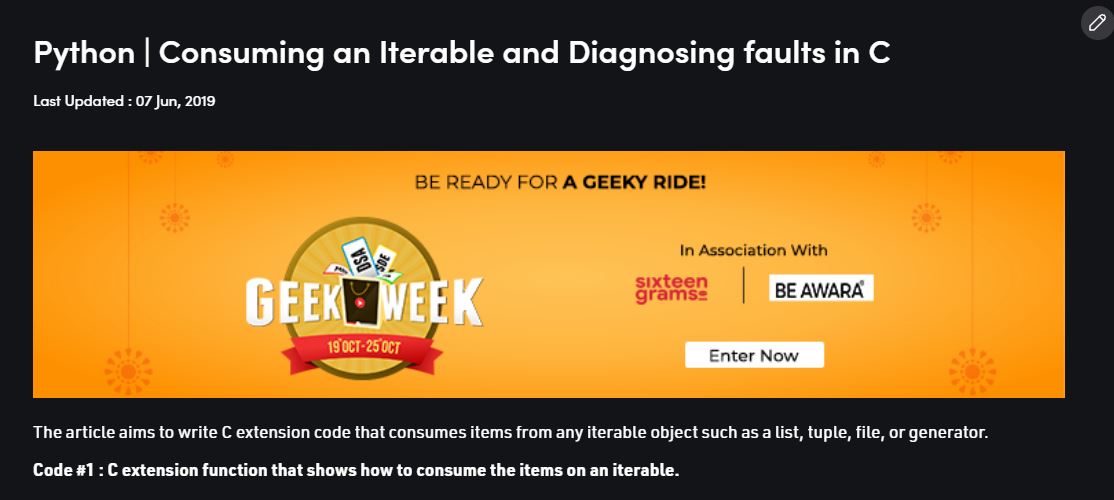 Python | Consuming an Iterable and Diagnosing faults in C
Last Updated : 07 Jun, 2019
BE READY FOR A GEEKY RIDE!
DSA
SDE
GEEK WEEK
19 OCT-25 OCT
In Association With
sixteen
grams
BE AWARA
Enter Now
The article aims to write C extension code that consumes items from any iterable object such as a list, tuple, file, or generator.
Code #1 : C extension function that shows how to consume the items on an iterable.